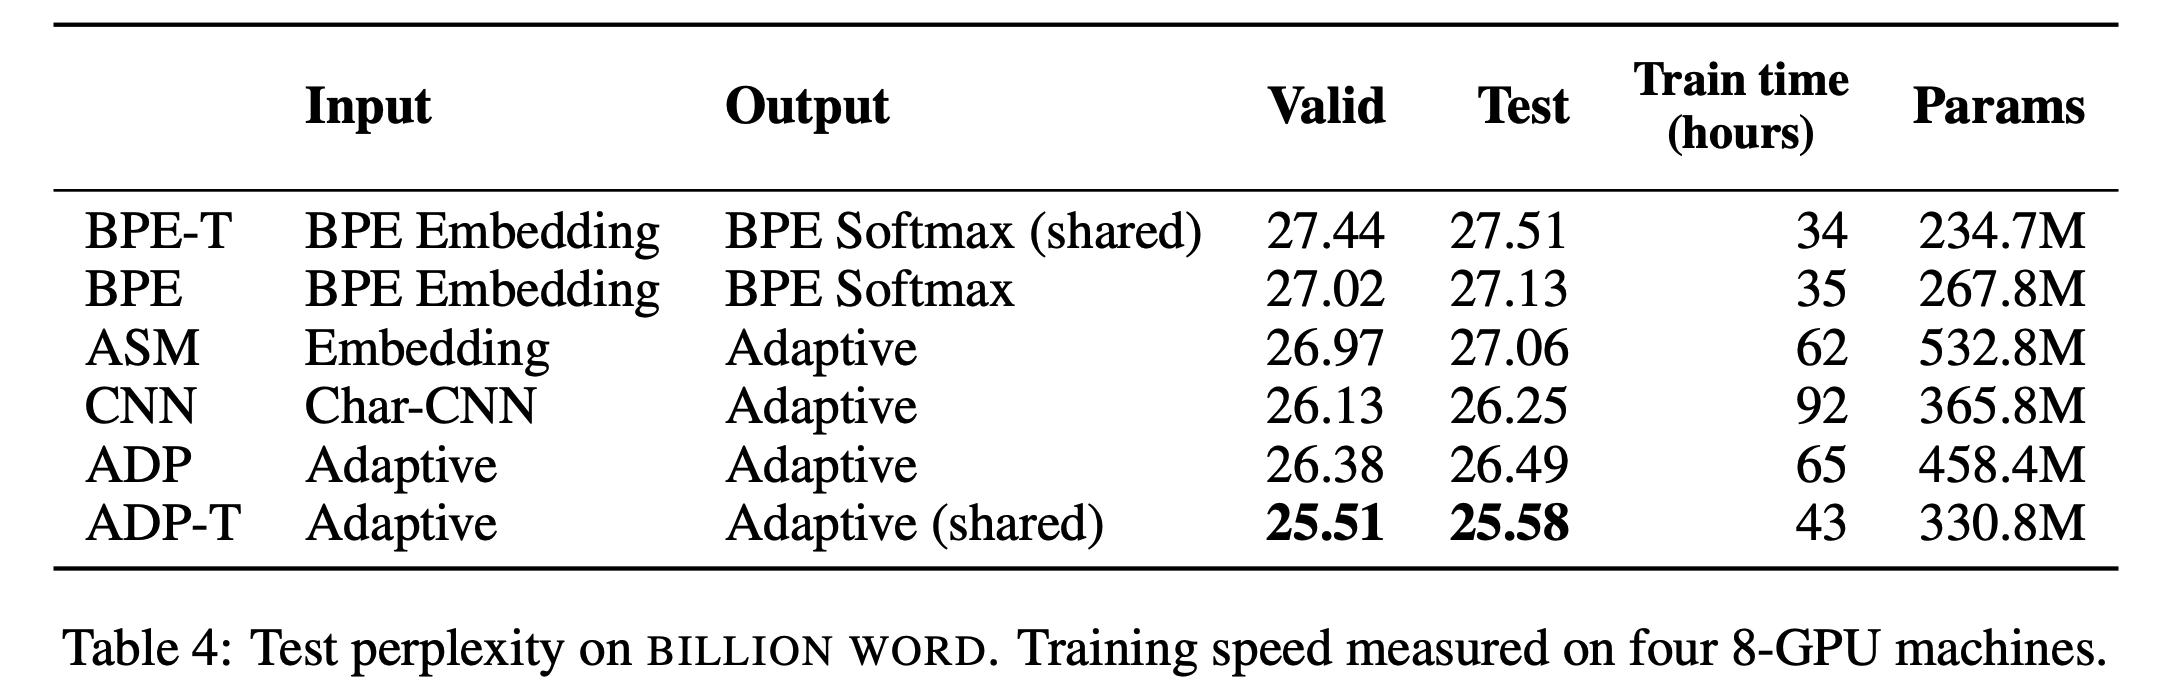 Input Output Valid Test Train time (hours) Params
BPE-T BPE Embedding BPE Softmax (shared) 27.44 27.51 34 234.7M
BPE BPE Embedding BPE Softmax 27.02 27.13 35 267.8M
ASM Embedding Adaptive 26.97 27.06 62 532.8M
CNN Char-CNN Adaptive 26.13 26.25 92 365.8M
ADP Adaptive Adaptive 26.38 26.49 65 458.4M
ADP-T Adaptive Adaptive (shared) 25.51 25.58 43 330.8M
Table 4: Test perplexity on BILLION WORD. Training speed measured on four 8-GPU machines.